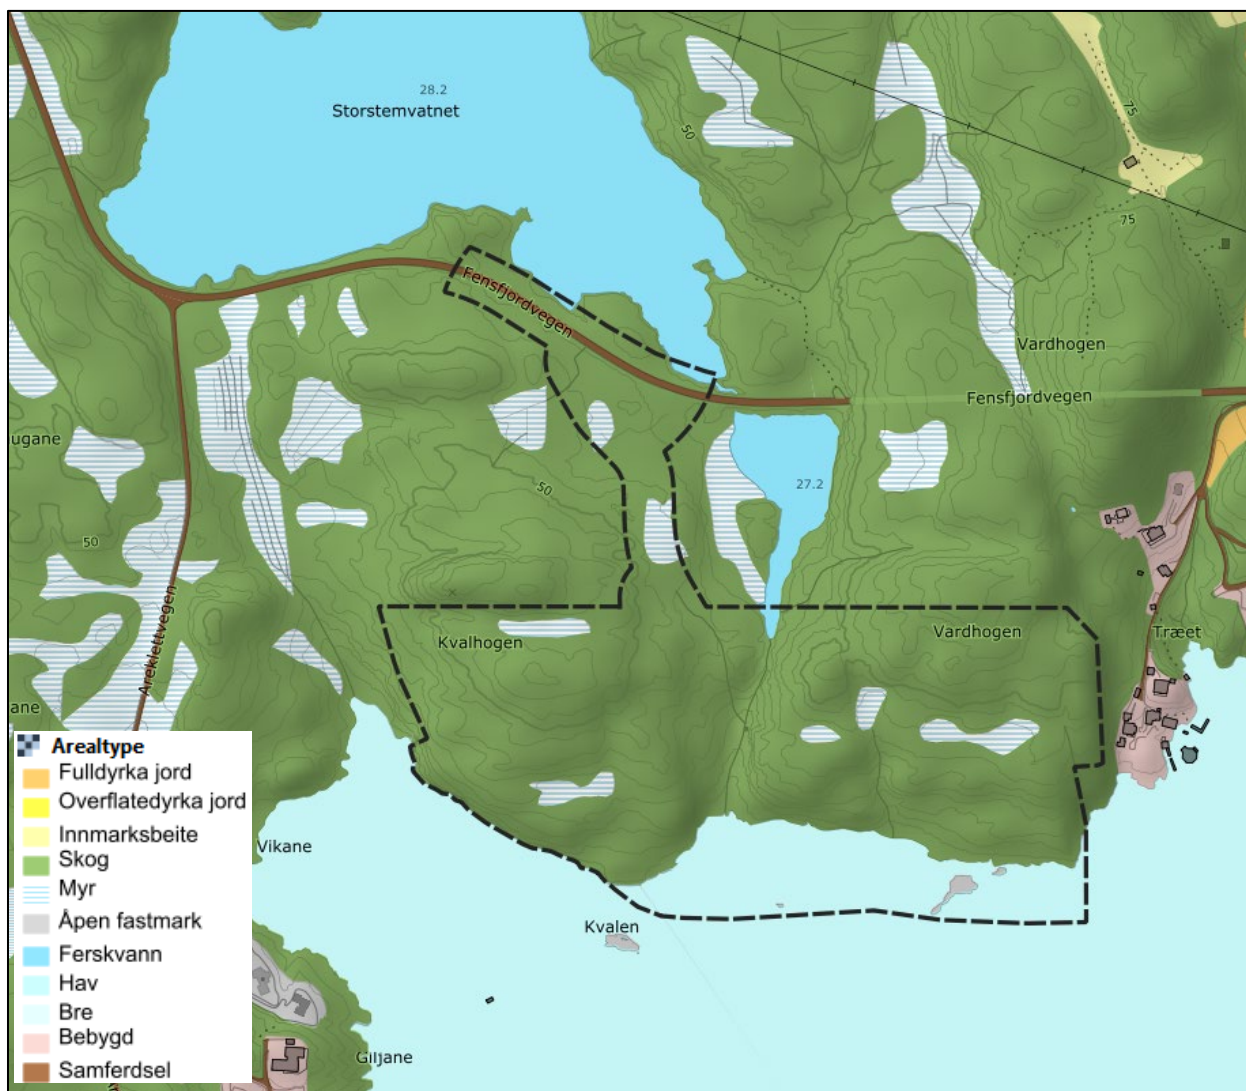 28.2
Storstemvatnet
75
50
75
Fensfjordvegen
Vardhogen
Fensfjordvegen
ugane
50
27.2
50
Areklettvegen
Kvalhogen
Vardhogen
Træet
ane
Arealtype
Fulldyrka jord
Overflatedyrka jord
Innmarksbeite
Skog
Myr
Åpen fastmark
Ferskvann
Hav
Bre
Bebygd
Samferdsel
Vikane
Kvalen
Giljane